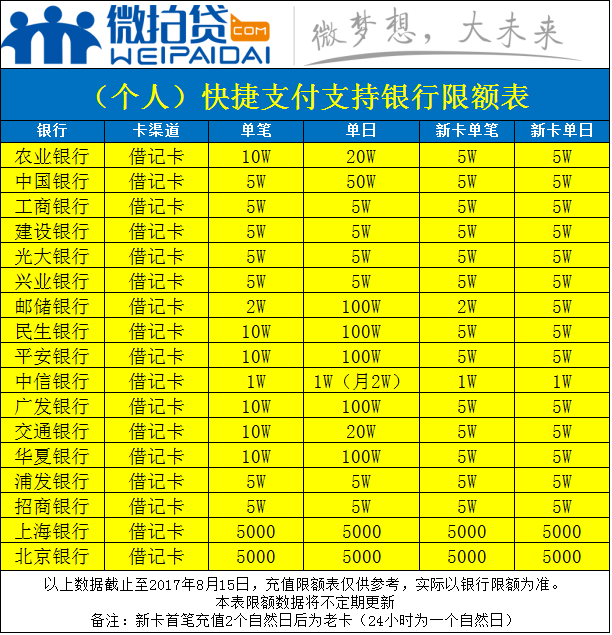 微拍贷.COM
WEIPAIDAI
微梦想，大未来
（个人）快捷支付支持银行限额表
银行 卡渠道 单笔 单日 新卡单笔 新卡单日
农业银行 借记卡 10W 20W 5W 5W
中国银行 借记卡 5W 50W 5W 5W
工商银行 借记卡 5W 5W 5W 5W
建设银行 借记卡 5W 5W 5W 5W
光大银行 借记卡 5W 5W 5W 5W
兴业银行 借记卡 5W 5W 5W 5W
邮储银行 借记卡 2W 100W 2W 5W
民生银行 借记卡 10W 100W 5W 5W
平安银行 借记卡 10W 100W 5W 5W
中信银行 借记卡 1W 1W（月2W） 1W 1W
广发银行 借记卡 10W 100W 5W 5W
交通银行 借记卡 10W 20W 5W 5W
华夏银行 借记卡 10W 100W 5W 5W
浦发银行 借记卡 5W 5W 5W 5W
招商银行 借记卡 5W 5W 5W 5W
上海银行 借记卡 5000 5000 5000 5000
北京银行 借记卡 5000 5000 5000 5000
以上数据截止至2017年8月15日，充值限额表仅供参考，实际以银行限额为准。
本表限额数据将不定期更新
备注：新卡首笔充值2个自然日后为老卡（24小时为一个自然日）